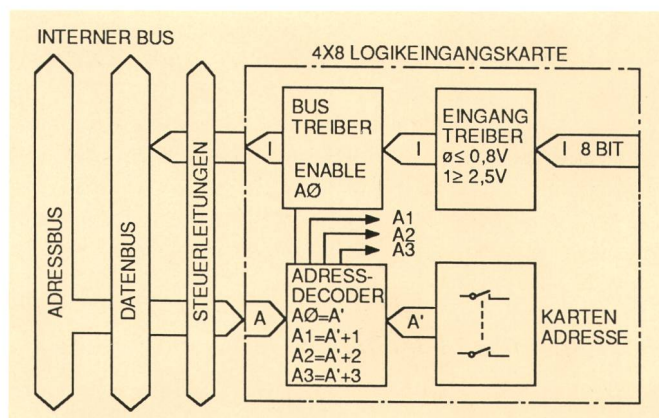 INTERNER BUS
4X8 LOGIKEINGANGSKARTE
ADRESSBUS
DATENBUS
STEUERLEITUNGEN
BUS
TREIBER
ENABLE
AØ
I
EINGANG
TREIBER
ø≤ 0,8V
1≥ 2,5V
I
I 8 BIT
A1
A2
A3
ADRESS-
DECODER
AØ=A'
A1=A'+1
A2=A'+2
A3=A'+3
A
A'
KARTEN
ADRESSE